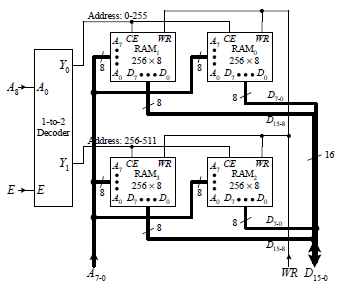 Address: 0-255
Y0
A7 CE WR
RAM1
256 × 8
A0 D7 ••• D0
8
A7 CE WR
RAM0
256 × 8
A0 D7 ••• D0
8
8
8
D7-0
D15-8
A8
A0
1-to-2
Decoder
16
Address: 256-511
Y1
E
E
A7 CE WR
RAM3
256 × 8
A0 D7 ••• D0
8
A7 CE WR
RAM2
256 × 8
A0 D7 ••• D0
8
8
8
D7-0
D15-8
A7-0
WR
D15-0